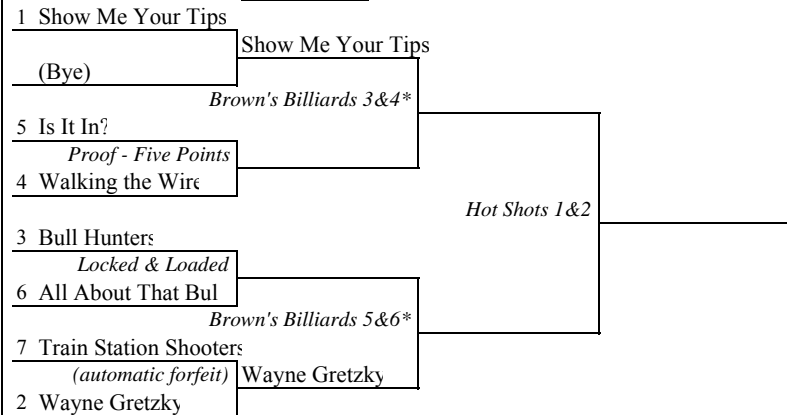 1 Show Me Your Tips
Show Me Your Tips
(Bye)
Brown's Billiards 3&4*
5 Is It In?
Proof - Five Points
4 Walking the Wire
Hot Shots 1&2
3 Bull Hunters
Locked & Loaded
6 All About That Bul
Brown's Billiards 5&6*
7 Train Station Shooters
(automatic forfeit) Wayne Gretzky
2 Wayne Gretzky